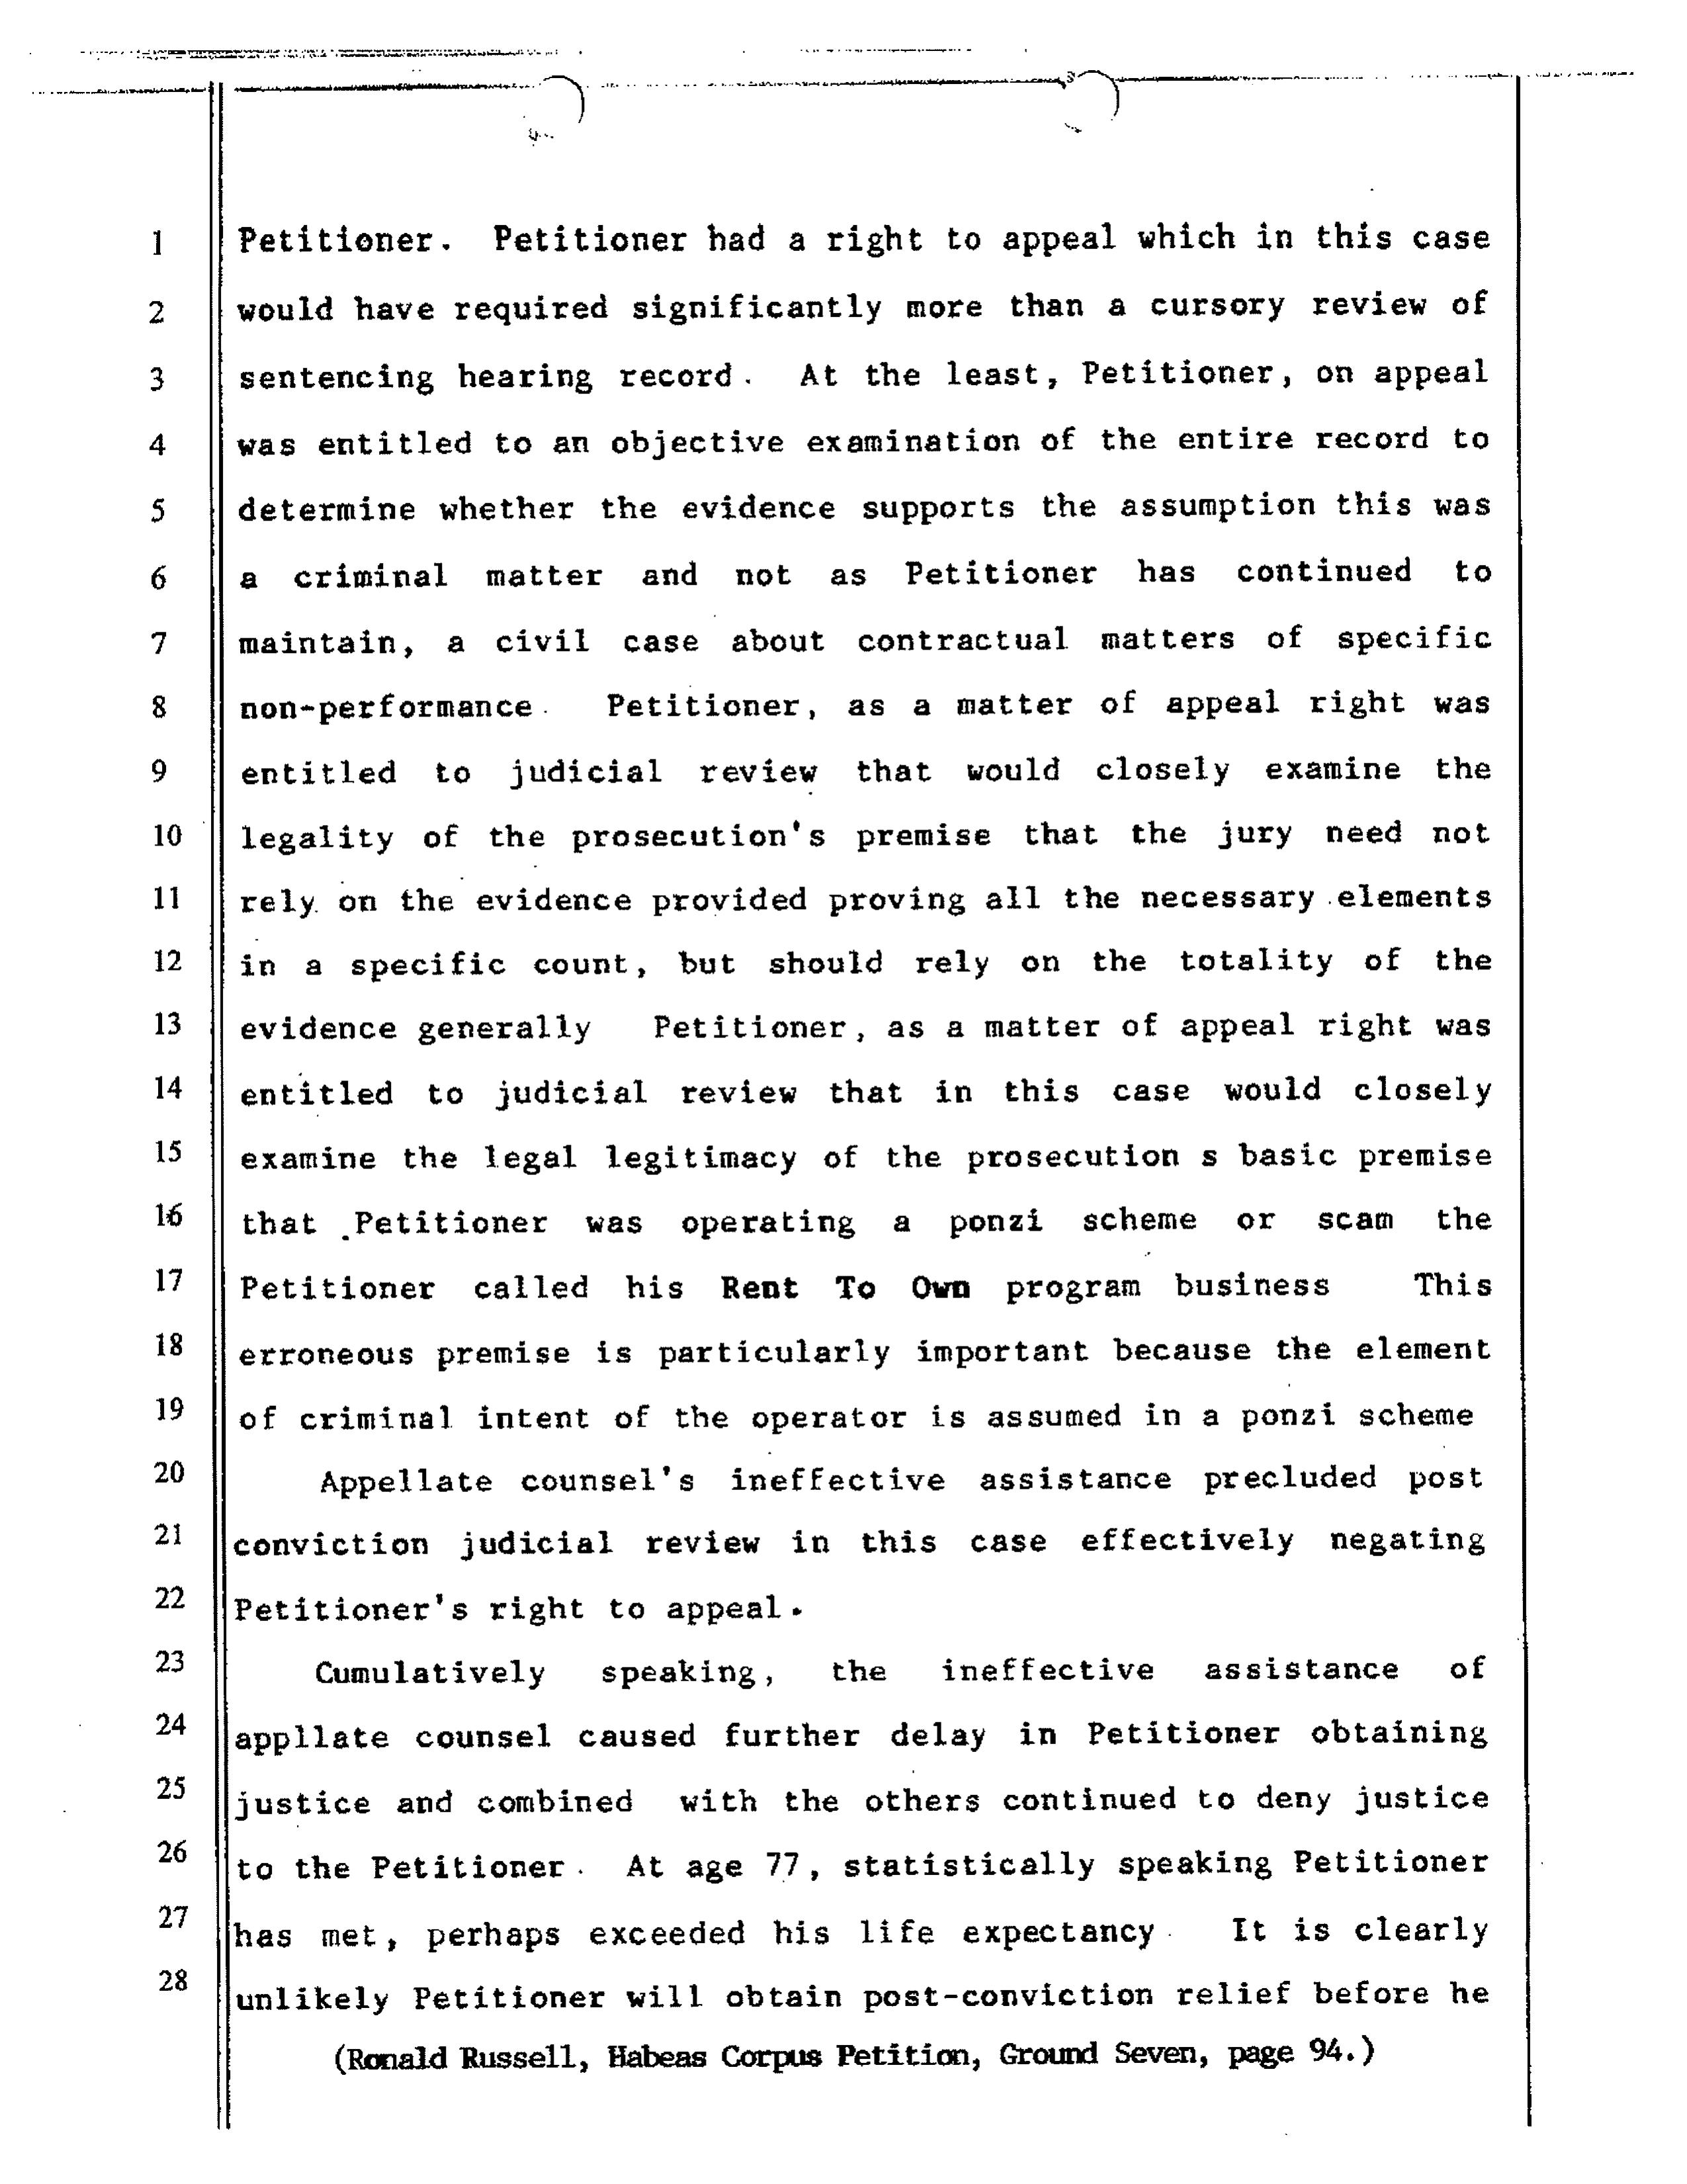 1 Petitioner. Petitioner had a right to appeal which in this case
2 would have required significantly more than a cursory review of
3 sentencing hearing record. At the least, Petitioner, on appeal
4 was entitled to an objective examination of the entire record to
5 determine whether the evidence supports the assumption this was
6 a criminal matter and not as Petitioner has continued to
7 maintain, a civil case about contractual matters of specific
8 non-performance. Petitioner, as a matter of appeal right was
9 entitled to judicial review that would closely examine the
10 legality of the prosecution's premise that the jury need not
11 rely on the evidence provided proving all the necessary elements
12 in a specific count, but should rely on the totality of the
13 evidence generally Petitioner, as a matter of appeal right was
14 entitled to judicial review that in this case would closely
15 examine the legal legitimacy of the prosecution s basic premise
16 that Petitioner was operating a ponzi scheme or scam the
17 Petitioner called his Rent To Own program business This
18 erroneous premise is particularly important because the element
19 of criminal intent of the operator is assumed in a ponzi scheme
20 Appellate counsel's ineffective assistance precluded post
21 conviction judicial review in this case effectively negating
22 Petitioner's right to appeal.
23 Cumulatively speaking, the ineffective assistance of
24 appllate counsel caused further delay in Petitioner obtaining
25 justice and combined with the others continued to deny justice
26 to the Petitioner. At age 77, statistically speaking Petitioner
27 has met, perhaps exceeded his life expectancy. It is clearly
28 unlikely Petitioner will obtain post-conviction relief before he
(Ronald Russell, Habeas Corpus Petition, Ground Seven, page 94.)